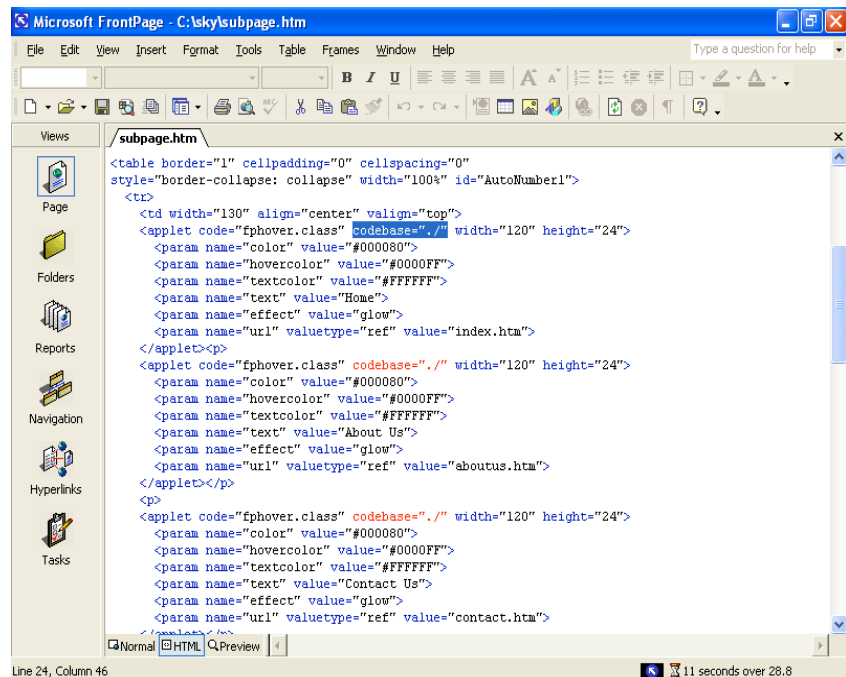 Microsoft FrontPage - C:\sky\subpage.htm
File Edit View Insert Format Tools Table Frames Window Help
Type a question for help
B I U
Views
subpage.htm
Page
Folders
Reports
Navigation
Hyperlinks
Tasks
<table border="1" cellpadding="0" cellspacing="0"
style="border-collapse: collapse" width="100%" id="AutoNumber1">
<tr>
<td width="130" align="center" valign="top">
<applet code="fphover.class" codebase="./" width="120" height="24">
<param name="color" value="#000080">
<param name="hovercolor" value="#0000FF">
<param name="textcolor" value="#FFFFFF">
<param name="text" value="Home">
<param name="effect" value="glow">
<param name="url" valuetype="ref" value="index.htm">
</applet><p>
<applet code="fphover.class" codebase="./" width="120" height="24">
<param name="color" value="#000080">
<param name="hovercolor" value="#0000FF">
<param name="textcolor" value="#FFFFFF">
<param name="text" value="About Us">
<param name="effect" value="glow">
<param name="url" valuetype="ref" value="aboutus.htm">
</applet></p>
<p>
<applet code="fphover.class" codebase="./" width="120" height="24">
<param name="color" value="#000080">
<param name="hovercolor" value="#0000FF">
<param name="textcolor" value="#FFFFFF">
<param name="text" value="Contact Us">
<param name="effect" value="glow">
<param name="url" valuetype="ref" value="contact.htm">
</applet></p>
Normal HTML Preview
Line 24, Column 46
11 seconds over 28.8